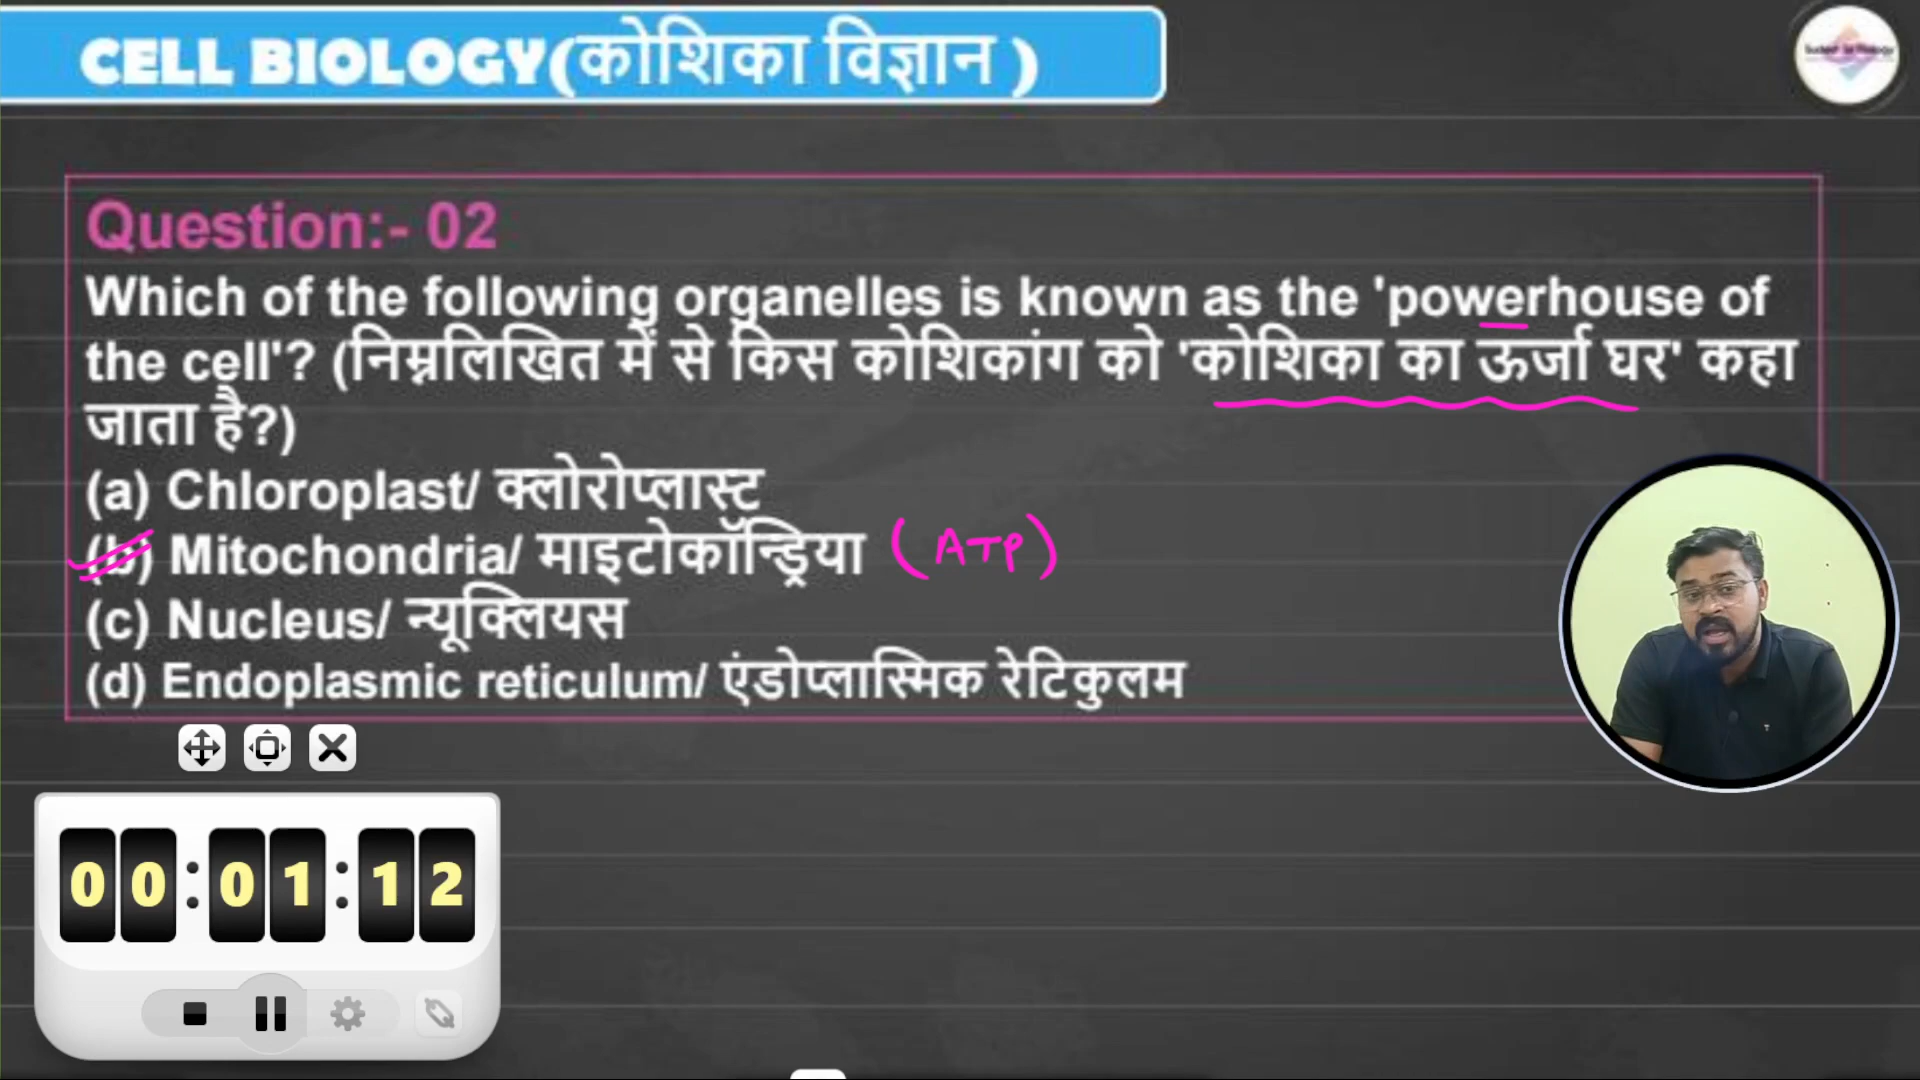 CELL BIOLOGY(कोशिका विज्ञान )
Question:- 02
Which of the following organelles is known as the 'powerhouse of
the cell'? (निम्नलिखित में से किस कोशिकांग को 'कोशिका का ऊर्जा घर' कहा
जाता है?)
(a) Chloroplast/ क्लोरोप्लास्ट
(b) Mitochondria/ माइटोकॉन्ड्रिया (ATP)
(c) Nucleus/ न्यूक्लियस
(d) Endoplasmic reticulum/ एंडोप्लास्मिक रेटिकुलम
00:01:12